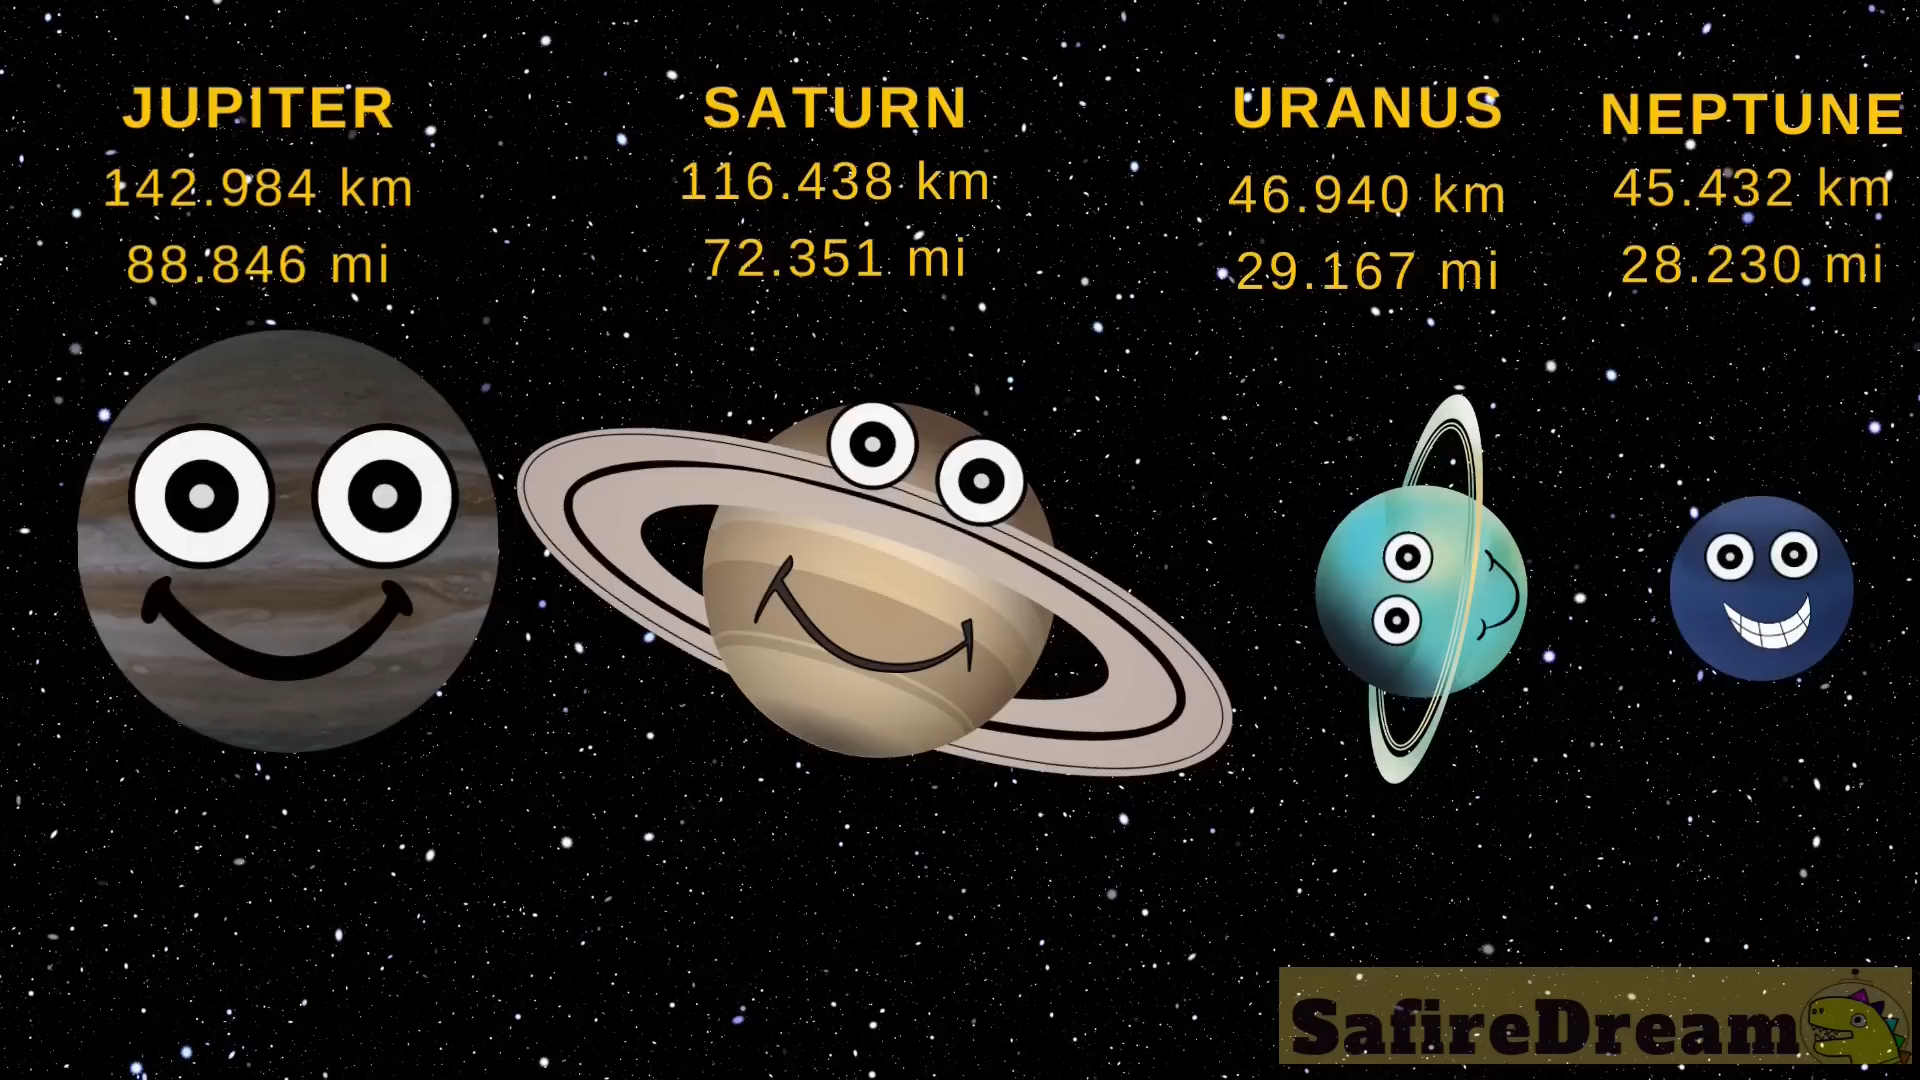 JUPITER
142.984 km
88.846 mi
SATURN
116.438 km
72.351 mi
URANUS
46.940 km
29.167 mi
NEPTUNE
45.432 km
28.230 mi
SafireDream